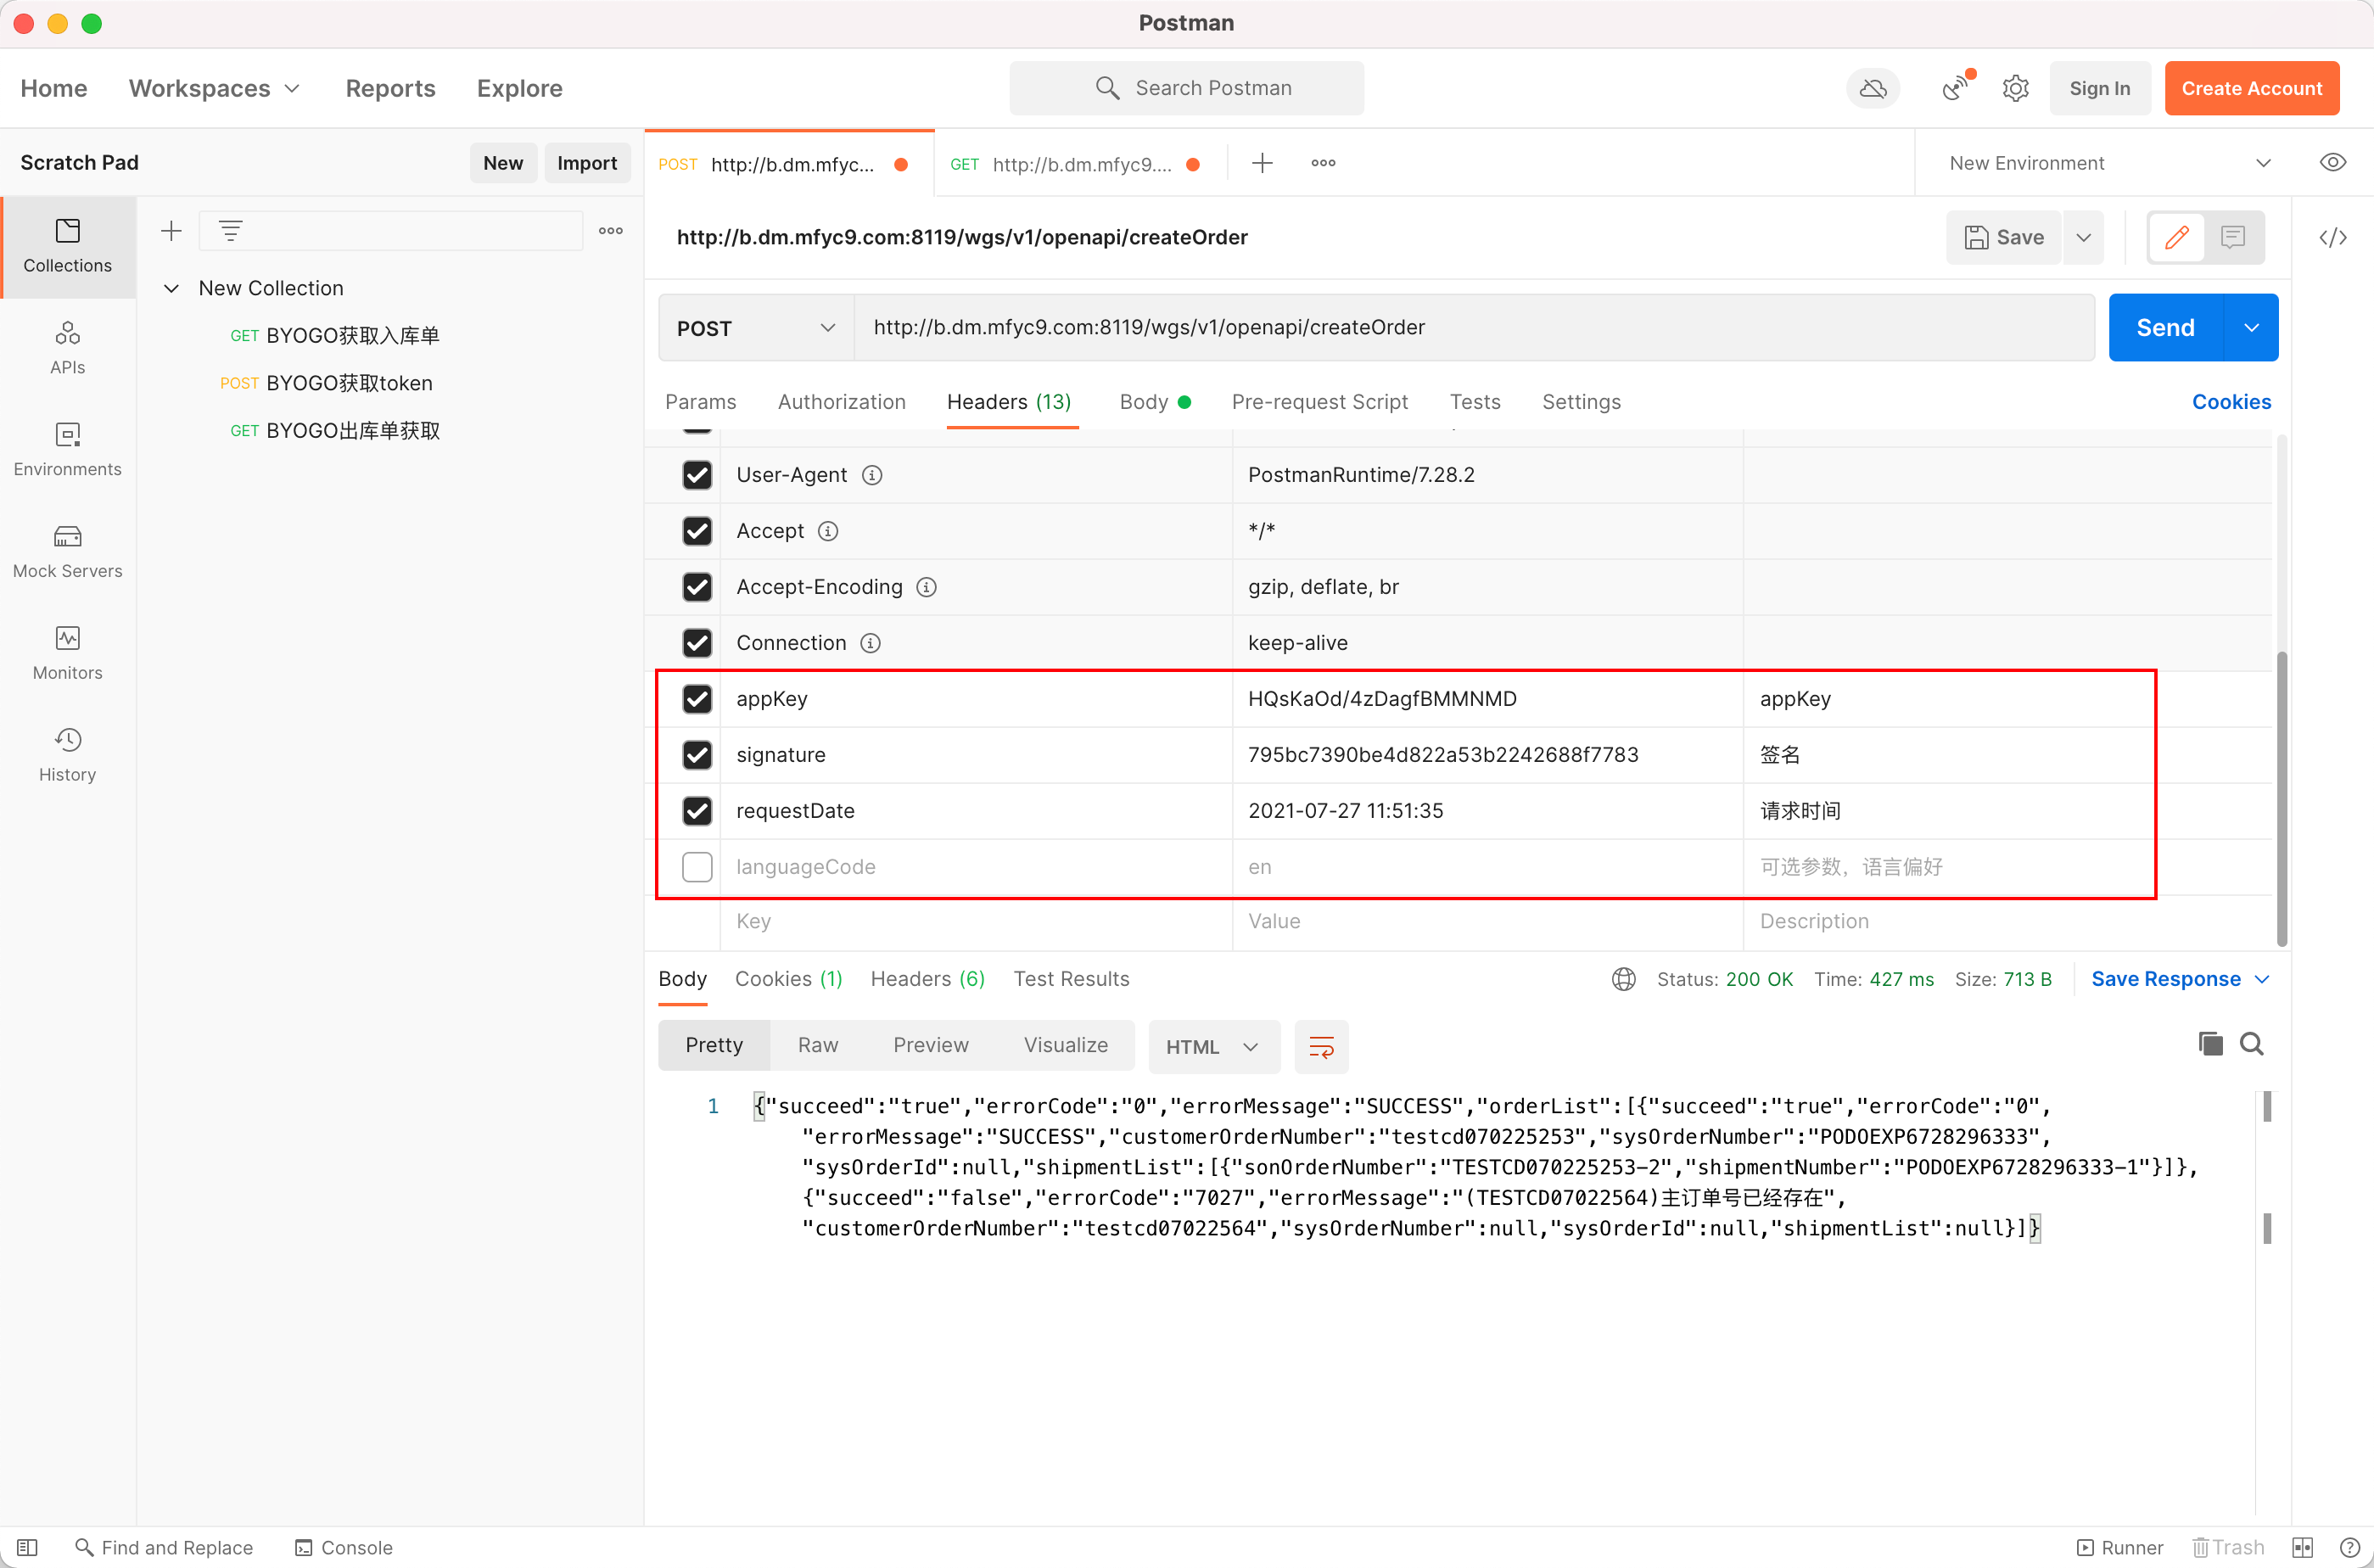 Postman
Home Workspaces Reports Explore Search Postman Sign In Create Account
Scratch Pad New Import
POST http://b.dm.mfyc... GET http://b.dm.mfyc9.... New Environment
Collections
APIs
Environments
Mock Servers
Monitors
History
New Collection
GET BYOGO获取入库单
POST BYOGO获取token
GET BYOGO出库单获取
http://b.dm.mfyc9.com:8119/wgs/v1/openapi/createOrder Save
POST http://b.dm.mfyc9.com:8119/wgs/v1/openapi/createOrder Send
Params Authorization Headers (13) Body Pre-request Script Tests Settings Cookies
User-Agent PostmanRuntime/7.28.2
Accept */*
Accept-Encoding gzip, deflate, br
Connection keep-alive
appKey HQsKaOd/4zDagfBMMNMD appKey
signature 795bc7390be4d822a53b2242688f7783 签名
requestDate 2021-07-27 11:51:35 请求时间
languageCode en 可选参数，语言偏好
Key Value Description
Body Cookies (1) Headers (6) Test Results Status: 200 OK Time: 427 ms Size: 713 B Save Response
Pretty Raw Preview Visualize HTML
1 {"succeed":"true","errorCode":"0","errorMessage":"SUCCESS","orderList":[{"succeed":"true","errorCode":"0",
"errorMessage":"SUCCESS","customerOrderNumber":"testcd070225253","sysOrderNumber":"PODOEXP6728296333",
"sysOrderId":null,"shipmentList":[{"sonOrderNumber":"TESTCD070225253-2","shipmentNumber":"PODOEXP6728296333-1"}]},
{"succeed":"false","errorCode":"7027","errorMessage":"(TESTCD07022564)主订单号已经存在",
"customerOrderNumber":"testcd07022564","sysOrderNumber":null,"sysOrderId":null,"shipmentList":null}]}
Find and Replace Console Runner Trash